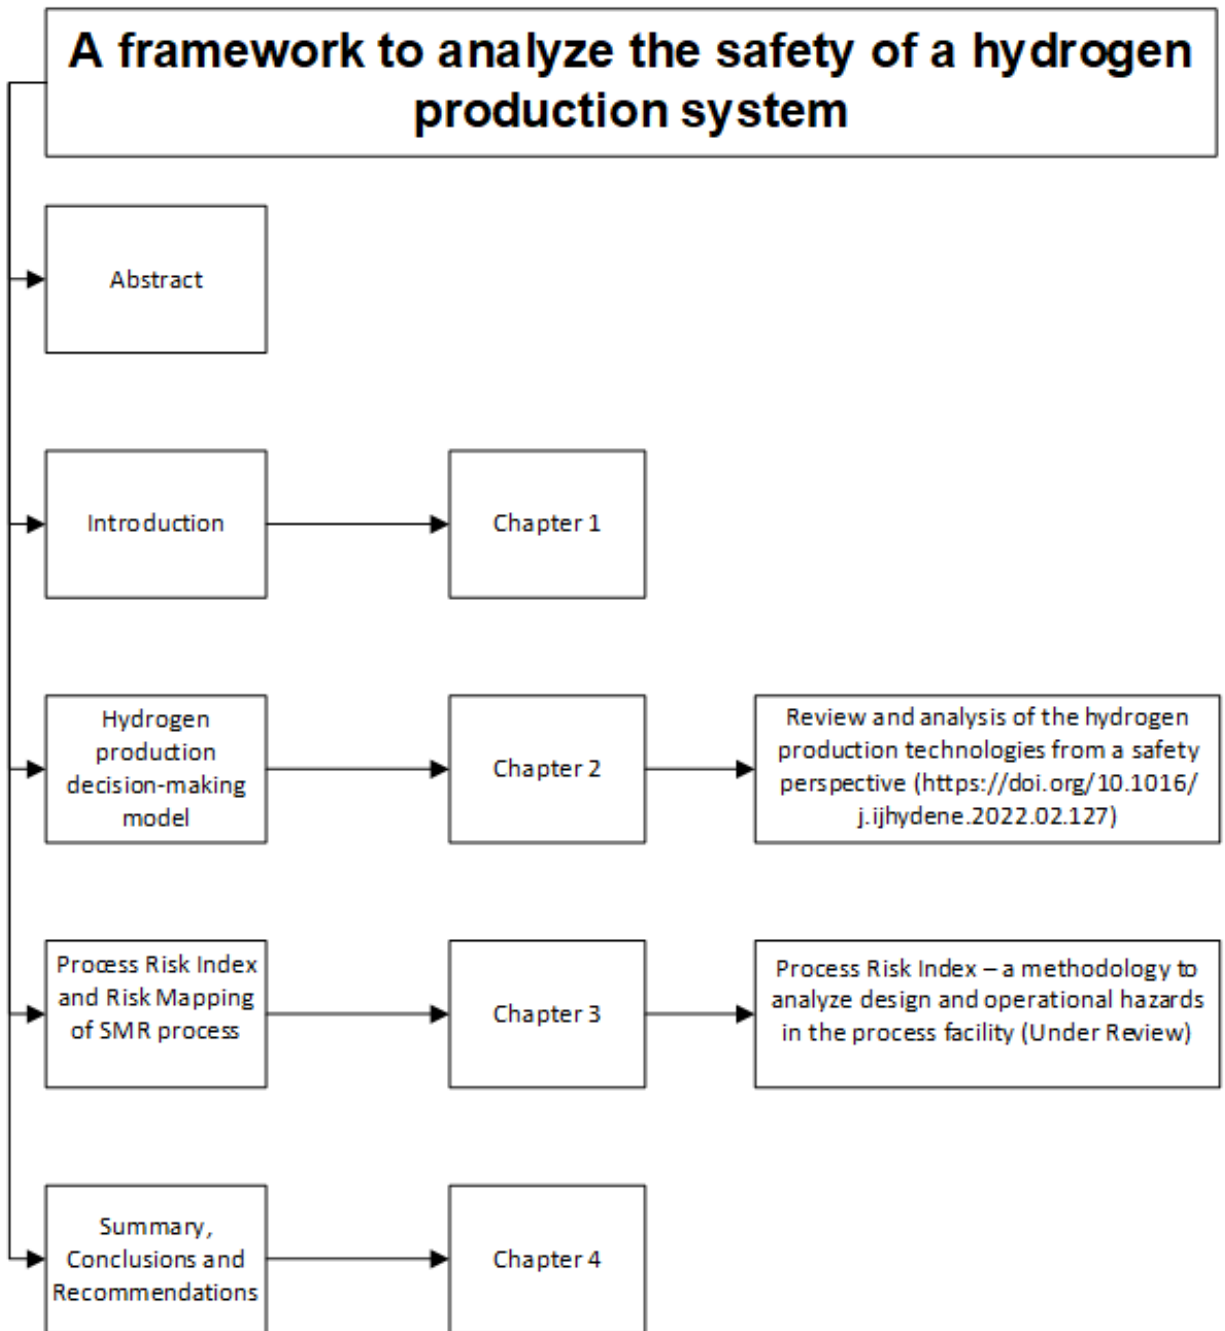 A framework to analyze the safety of a hydrogen
production system
Abstract
Introduction
Chapter 1
Hydrogen
production
decision-making
model
Chapter 2
Review and analysis of the hydrogen
production technologies from a safety
perspective (https://doi.org/10.1016/
j.ijhydene.2022.02.127)
Process Risk Index
and Risk Mapping
of SMR process
Chapter 3
Process Risk Index – a methodology to
analyze design and operational hazards
in the process facility (Under Review)
Summary,
Conclusions and
Recommendations
Chapter 4